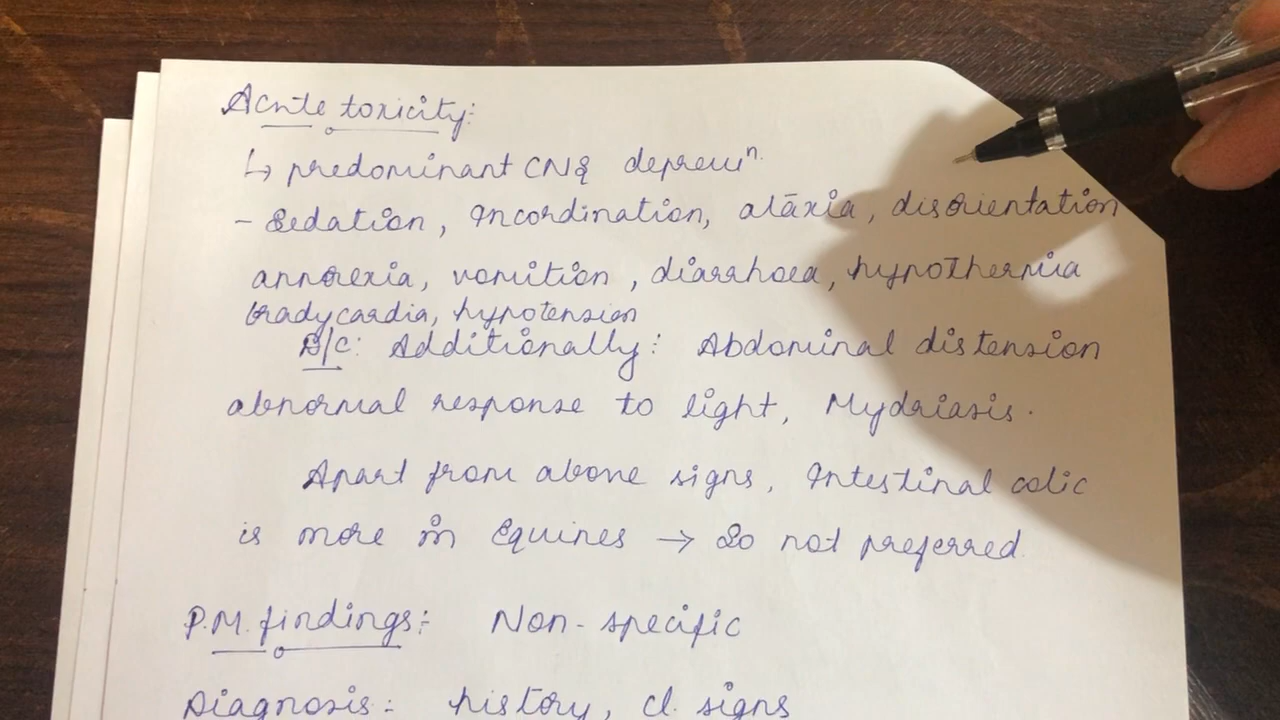 Acute toxicity:
↳ predominant CNS depressⁿ.
- Sedation, Incordination, ataxia, disorientation
annorexia, vomition, diarrhoea, hypothermia
bradycardia, hypotension
D/C: Additionally: Abdominal distension
abnormal response to light, Mydriasis.
Apart from above signs, Intestinal colic
is more in Equines → So not preferred
P.M. findings: Non-specific
Diagnosis: history, cl. signs